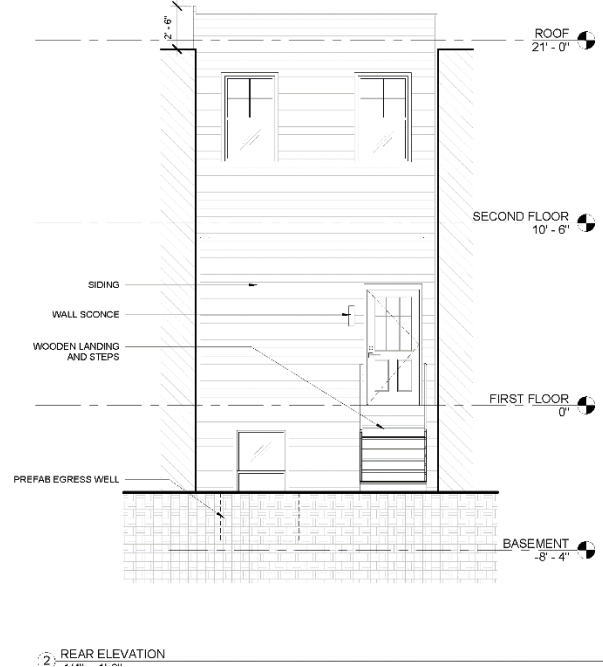 2' - 6"
ROOF
21' - 0"
SECOND FLOOR
10' - 6"
SIDING
WALL SCONCE
WOODEN LANDING
AND STEPS
FIRST FLOOR
0"
PREFAB EGRESS WELL
BASEMENT
-8' - 4"
2
REAR ELEVATION